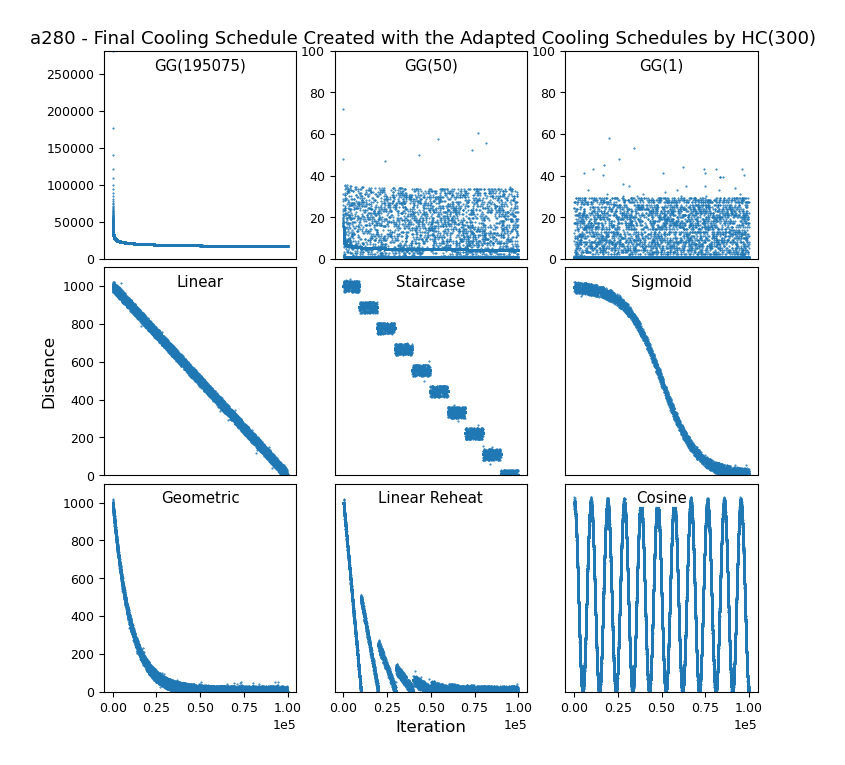 a280 - Final Cooling Schedule Created with the Adapted Cooling Schedules by HC(300)
GG(195075)
250000
200000
150000
100000
50000
0
GG(50)
100
80
60
40
20
0
GG(1)
100
80
60
40
20
0
Distance
Linear
1000
800
600
400
200
0
Staircase
Sigmoid
Geometric
1000
800
600
400
200
0
0.00 0.25 0.50 0.75 1.00
1e5
Linear Reheat
0.00 0.25 0.50 0.75 1.00
1e5
Cosine
0.00 0.25 0.50 0.75 1.00
1e5
Iteration